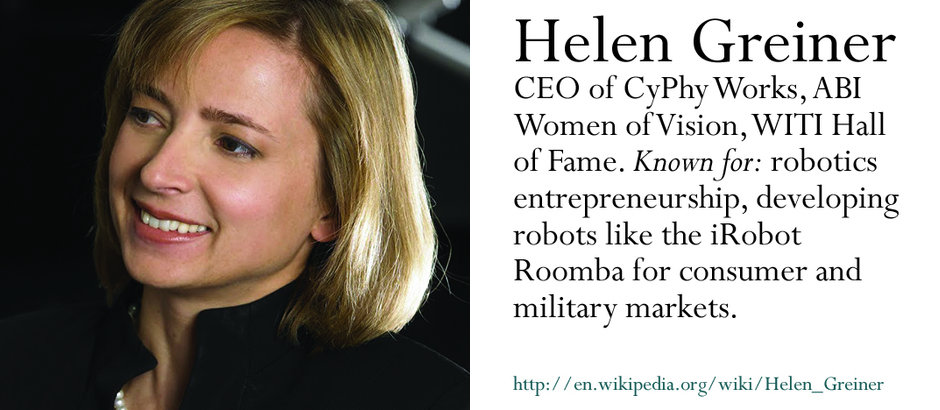 Helen Greiner
CEO of CyPhy Works, ABI
Women of Vision, WITI Hall
of Fame. Known for: robotics
entrepreneurship, developing
robots like the iRobot
Roomba for consumer and
military markets.
http://en.wikipedia.org/wiki/Helen_Greiner